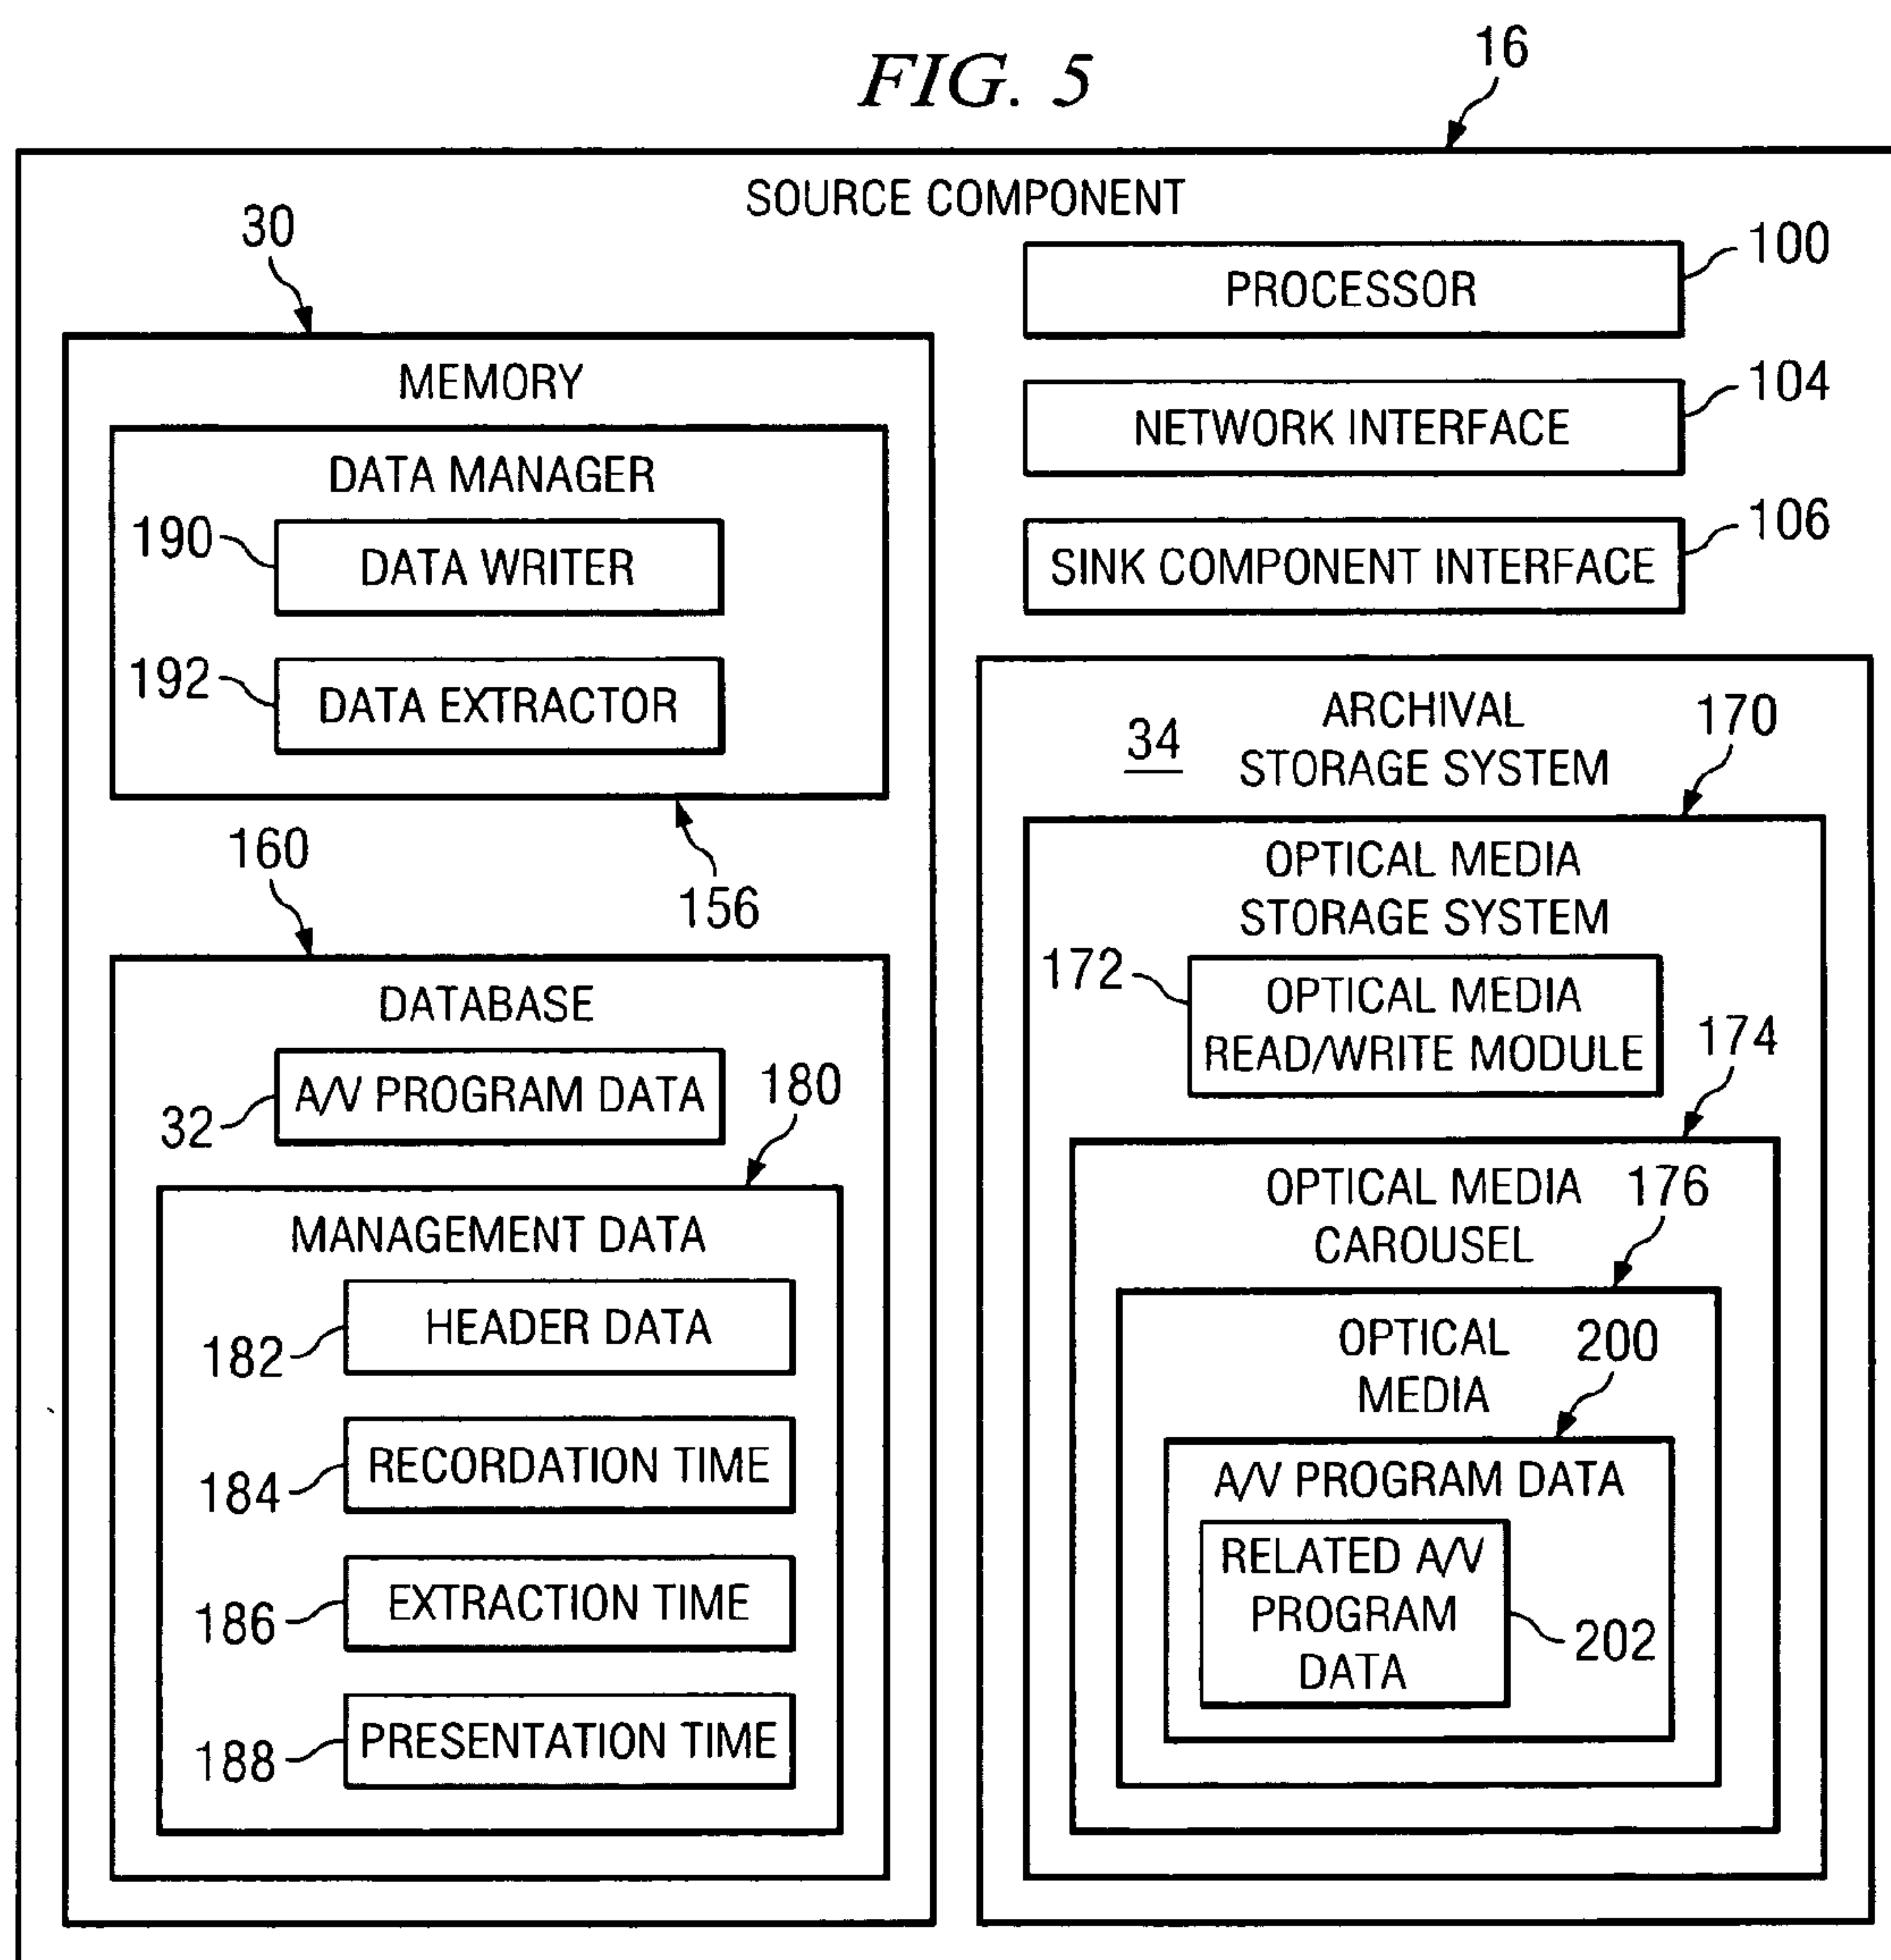 FIG. 5
16
SOURCE COMPONENT
30
MEMORY
DATA MANAGER
190
DATA WRITER
192
DATA EXTRACTOR
156
160
DATABASE
32
A/V PROGRAM DATA
180
MANAGEMENT DATA
182
HEADER DATA
184
RECORDATION TIME
186
EXTRACTION TIME
188
PRESENTATION TIME
PROCESSOR
100
NETWORK INTERFACE
104
SINK COMPONENT INTERFACE
106
34
ARCHIVAL
STORAGE SYSTEM
170
OPTICAL MEDIA
STORAGE SYSTEM
172
OPTICAL MEDIA
READ/WRITE MODULE
174
OPTICAL MEDIA
CAROUSEL
176
OPTICAL
MEDIA
200
A/V PROGRAM DATA
RELATED A/V
PROGRAM
DATA
202